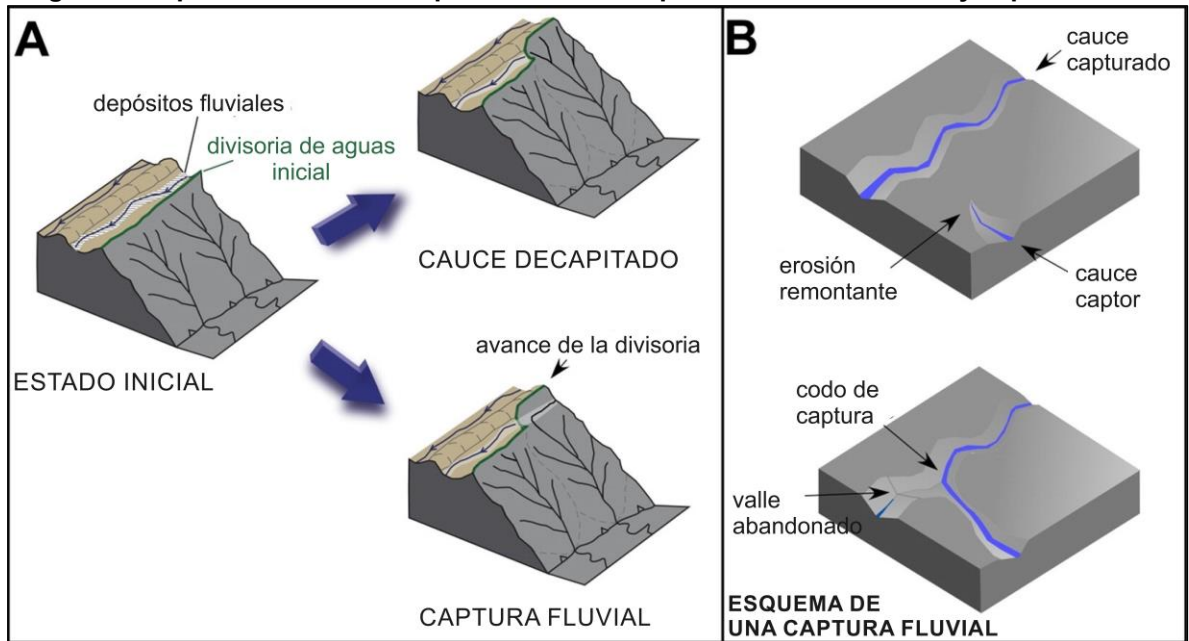 A
depósitos fluviales
divisoria de aguas
inicial
ESTADO INICIAL
CAUCE DECAPITADO
avance de la divisoria
CAPTURA FLUVIAL
B
cauce
capturado
erosión
remontante
cauce
captor
codo de
captura
valle
abandonado
ESQUEMA DE
UNA CAPTURA FLUVIAL